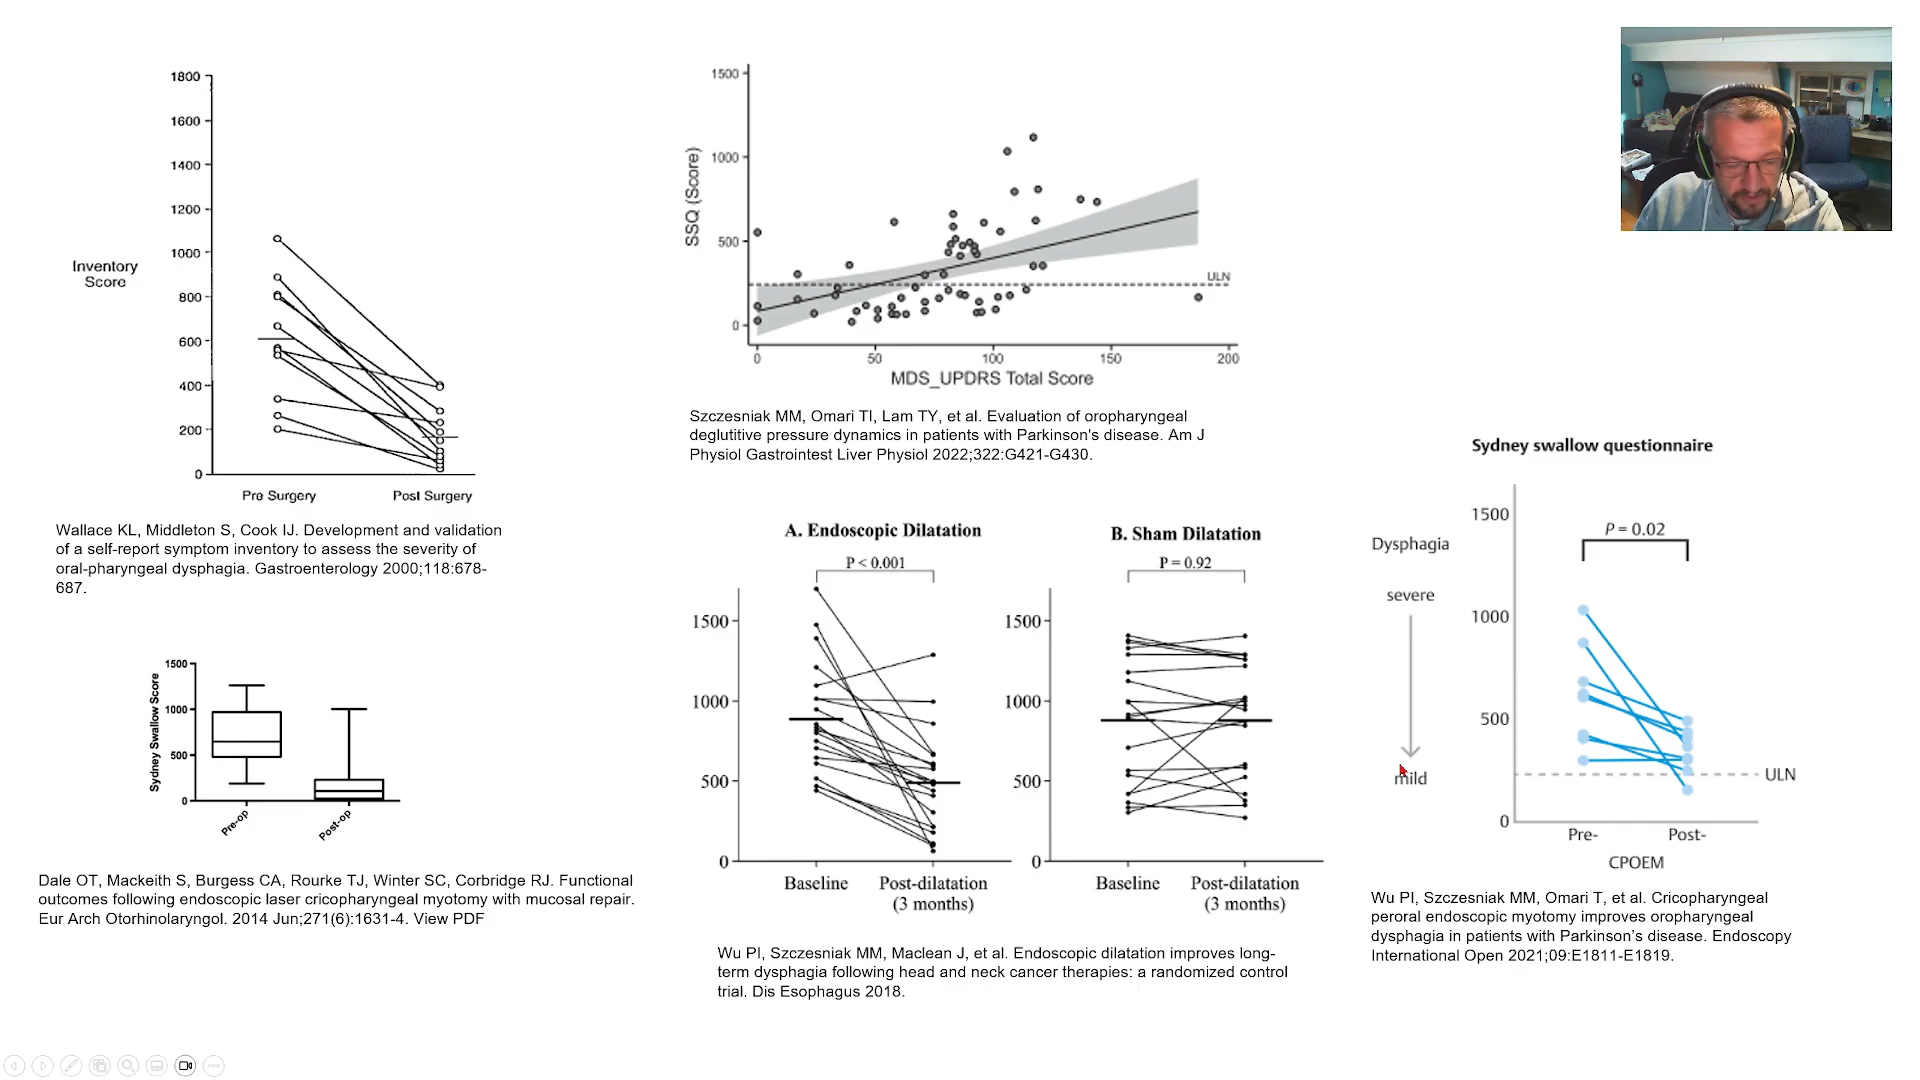 1800
1600
1400
1200
1000
800
600
400
200
0
Inventory
Score
Pre Surgery
Post Surgery
Wallace KL, Middleton S, Cook IJ. Development and validation
of a self-report symptom inventory to assess the severity of
oral-pharyngeal dysphagia. Gastroenterology 2000;118:678-
687.
1500
1000
500
0
Sydney Swallow Score
Pre-op
Post-op
Dale OT, Mackeith S, Burgess CA, Rourke TJ, Winter SC, Corbridge RJ. Functional
outcomes following endoscopic laser cricopharyngeal myotomy with mucosal repair.
Eur Arch Otorhinolaryngol. 2014 Jun;271(6):1631-4. View PDF
1500
1000
500
0
SSQ (Score)
ULN
0
50
100
150
200
MDS_UPDRS Total Score
Szczesniak MM, Omari TI, Lam TY, et al. Evaluation of oropharyngeal
deglutitive pressure dynamics in patients with Parkinson's disease. Am J
Physiol Gastrointest Liver Physiol 2022;322:G421-G430.
A. Endoscopic Dilatation
P < 0.001
1500
1000
500
0
Baseline
Post-dilatation
(3 months)
B. Sham Dilatation
P = 0.92
1500
1000
500
0
Baseline
Post-dilatation
(3 months)
Wu PI, Szczesniak MM, Maclean J, et al. Endoscopic dilatation improves long-
term dysphagia following head and neck cancer therapies: a randomized control
trial. Dis Esophagus 2018.
Sydney swallow questionnaire
Dysphagia
severe
mild
1500
1000
500
0
P = 0.02
ULN
Pre-
Post-
CPOEM
Wu PI, Szczesniak MM, Omari T, et al. Cricopharyngeal
peroral endoscopic myotomy improves oropharyngeal
dysphagia in patients with Parkinson’s disease. Endoscopy
International Open 2021;09:E1811-E1819.